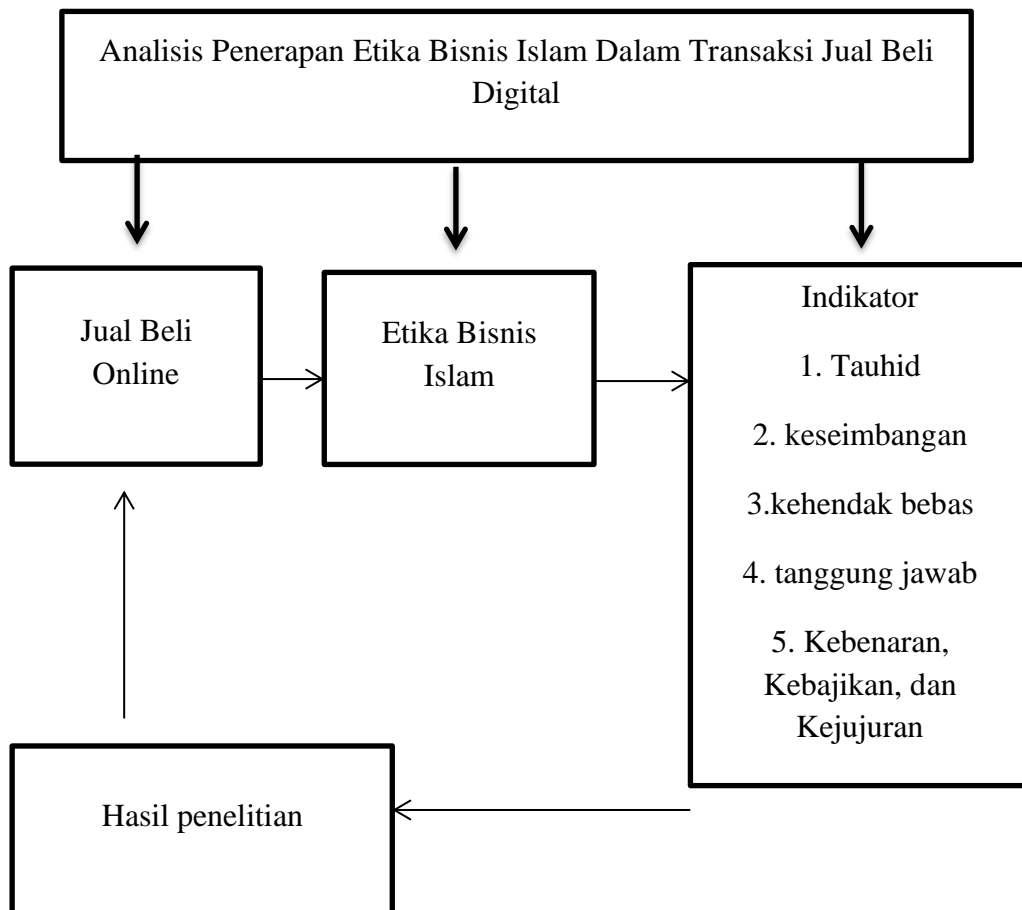 Analisis Penerapan Etika Bisnis Islam Dalam Transaksi Jual Beli
Digital
Jual Beli
Online
Etika Bisnis
Islam
Indikator
1. Tauhid
2. keseimbangan
3.kehendak bebas
4. tanggung jawab
5. Kebenaran,
Kebajikan, dan
Kejujuran
Hasil penelitian